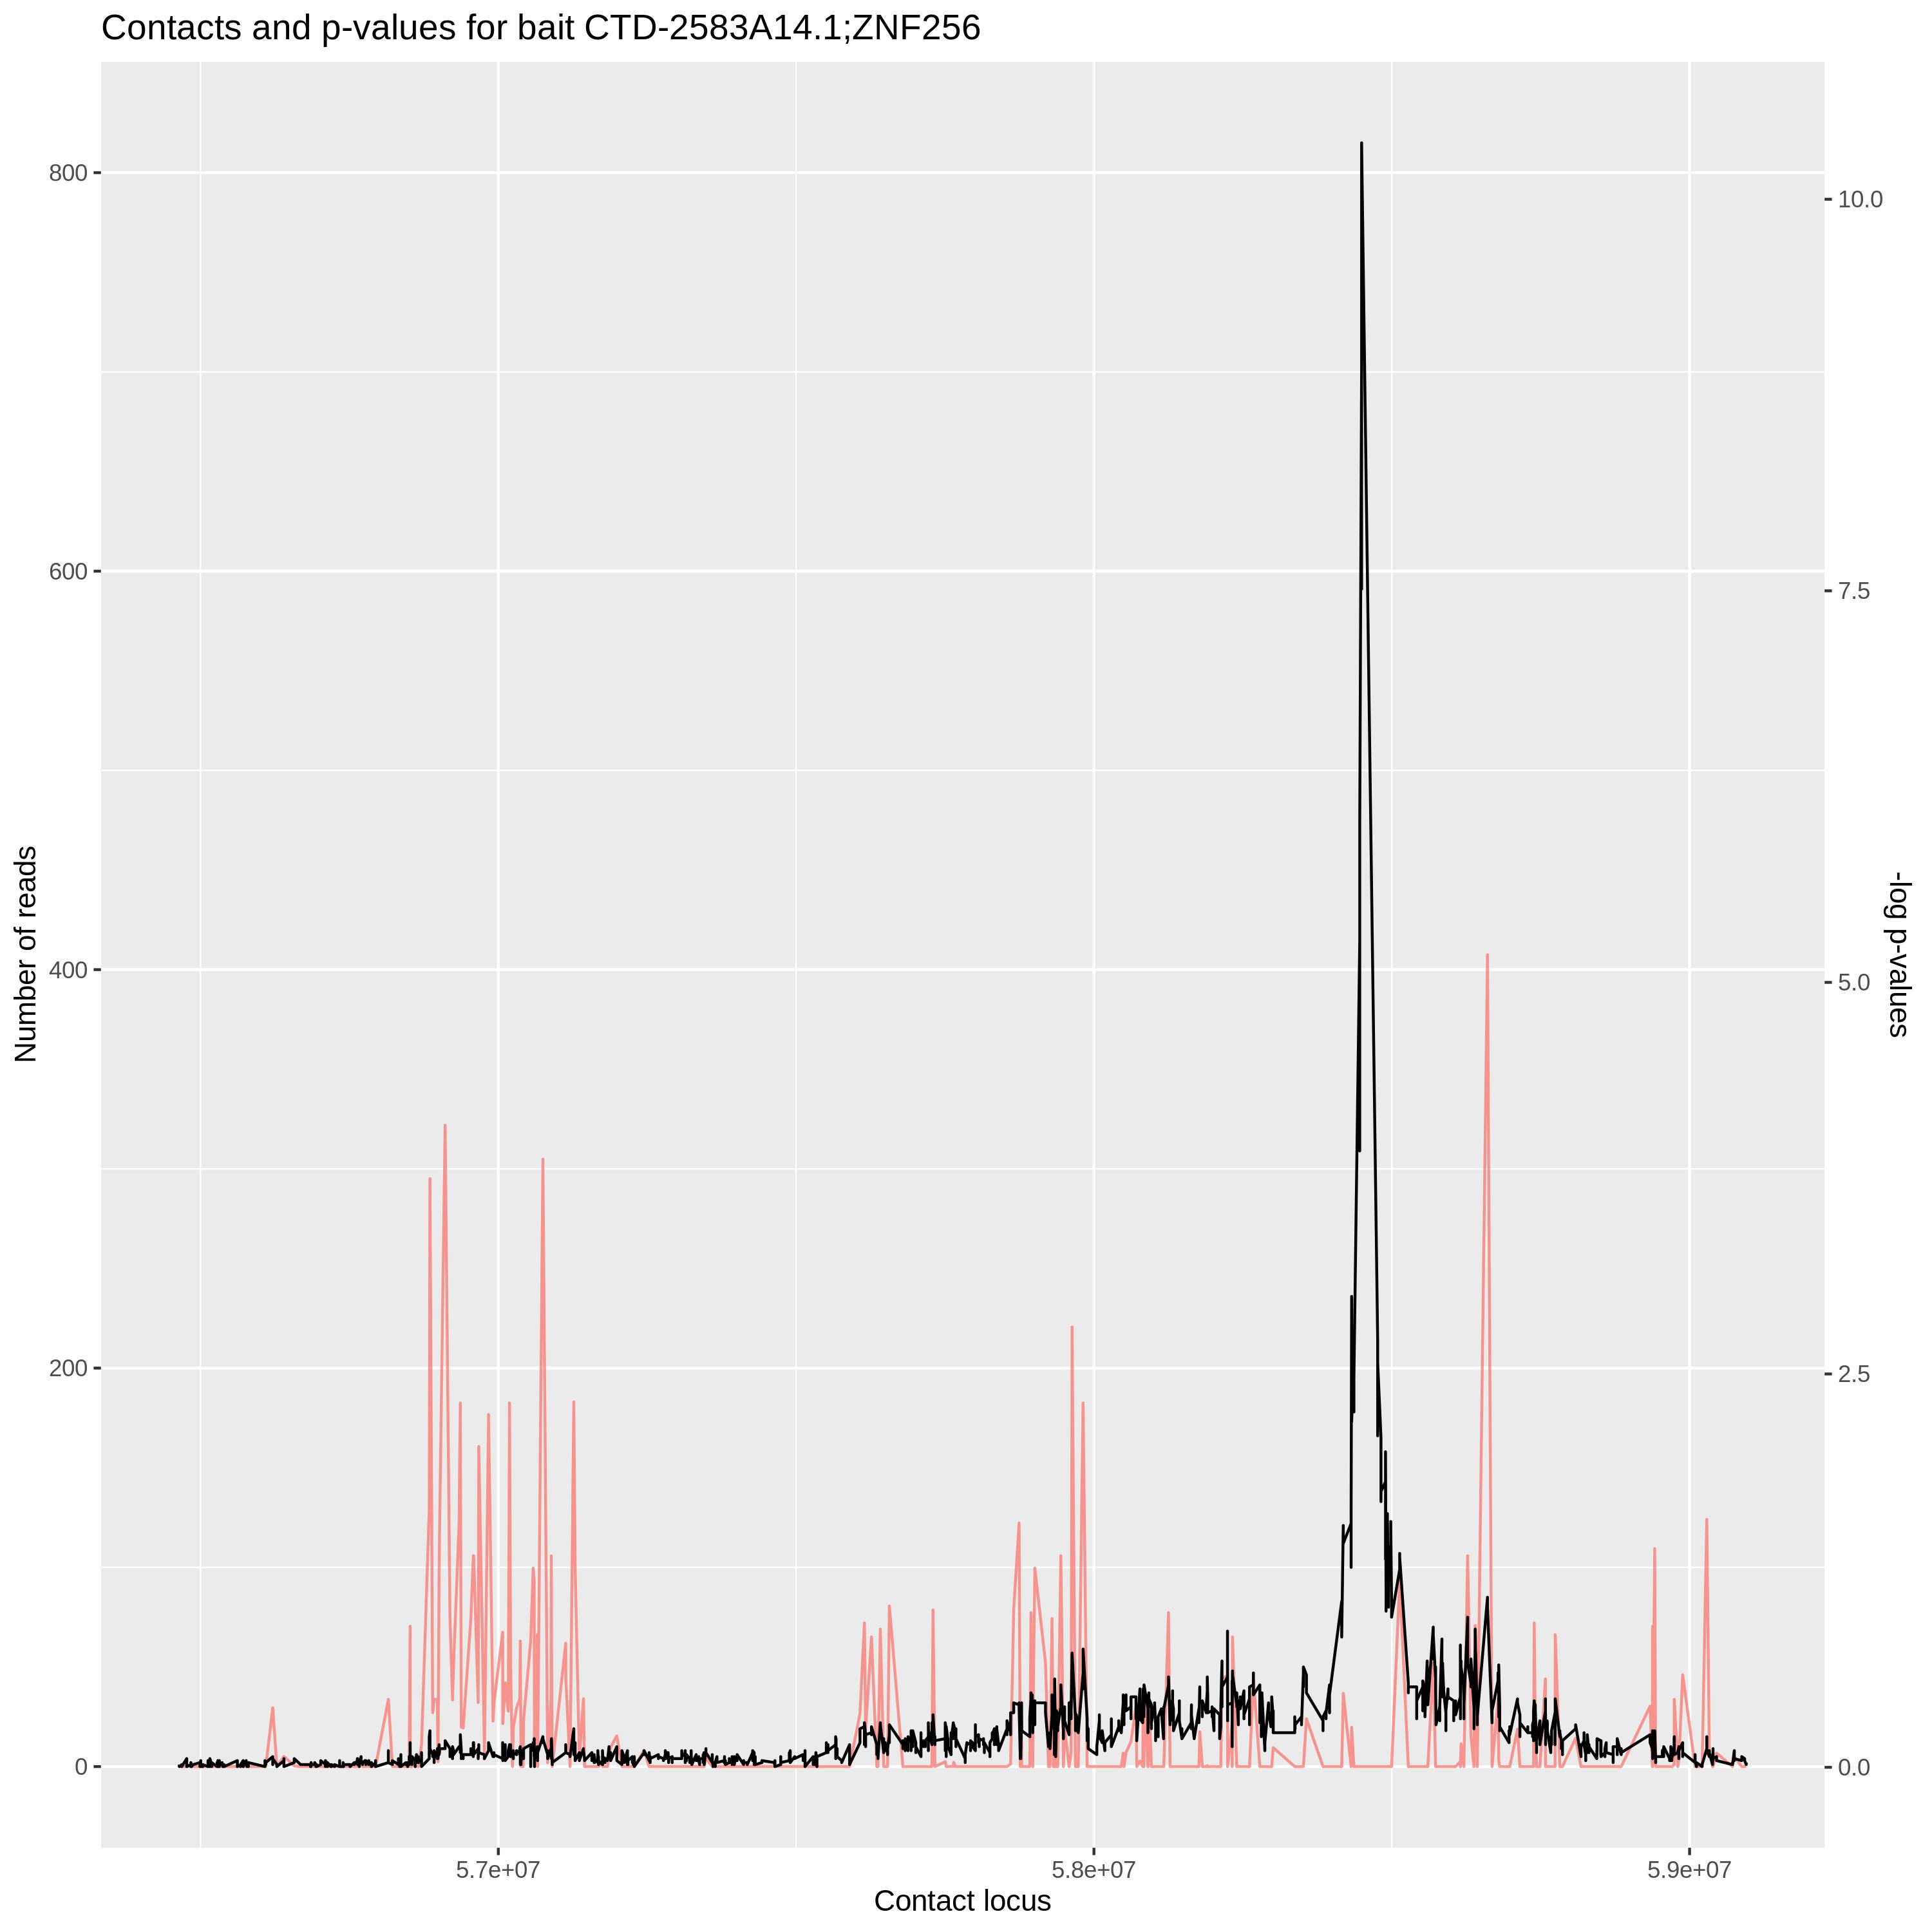 Contacts and p-values for bait CTD-2583A14.1;ZNF256
800
600
400
200
0
Number of reads
10.0
7.5
5.0
2.5
0.0
-log p-values
5.7e+07
5.8e+07
5.9e+07
Contact locus